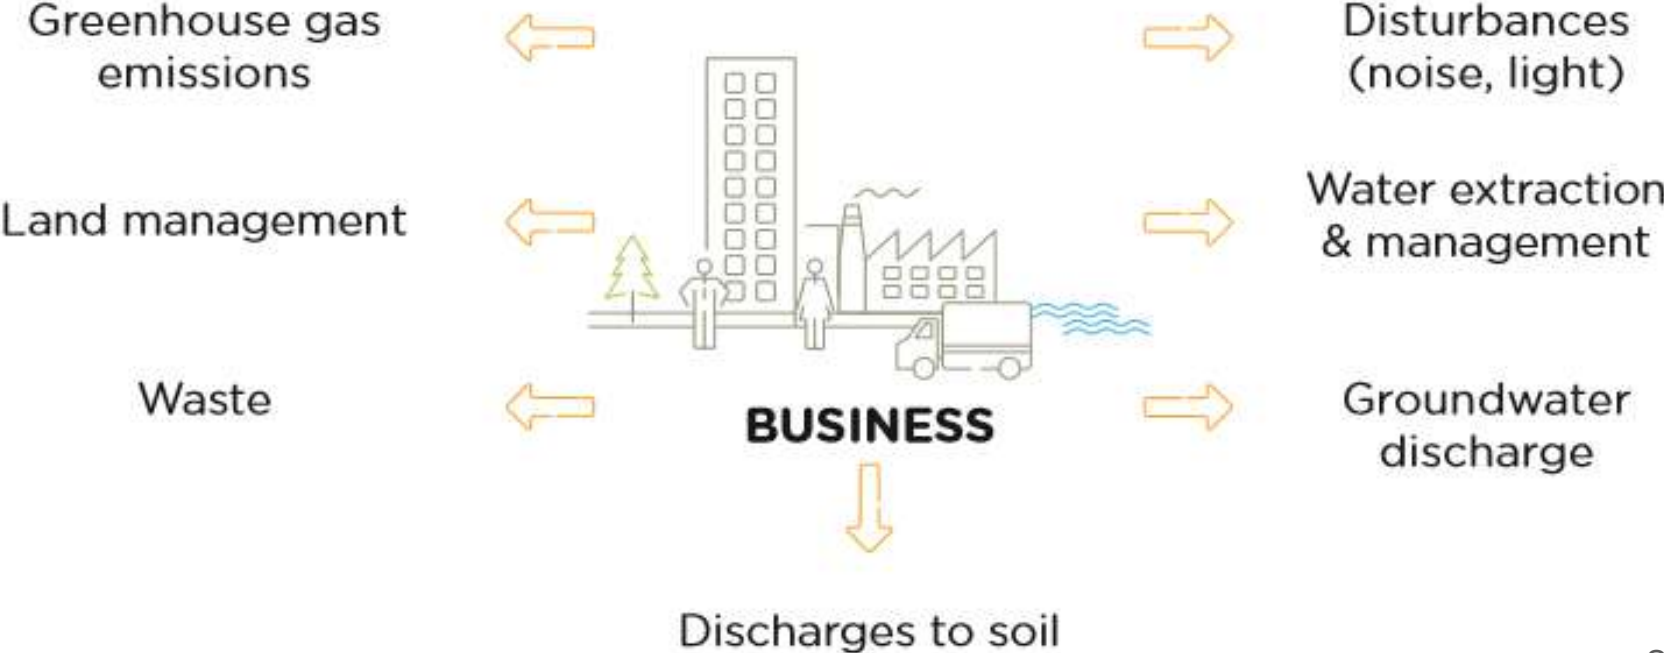 Greenhouse gas
emissions
Disturbances
(noise, light)
Land management
Water extraction
& management
Waste
BUSINESS
Groundwater
discharge
Discharges to soil